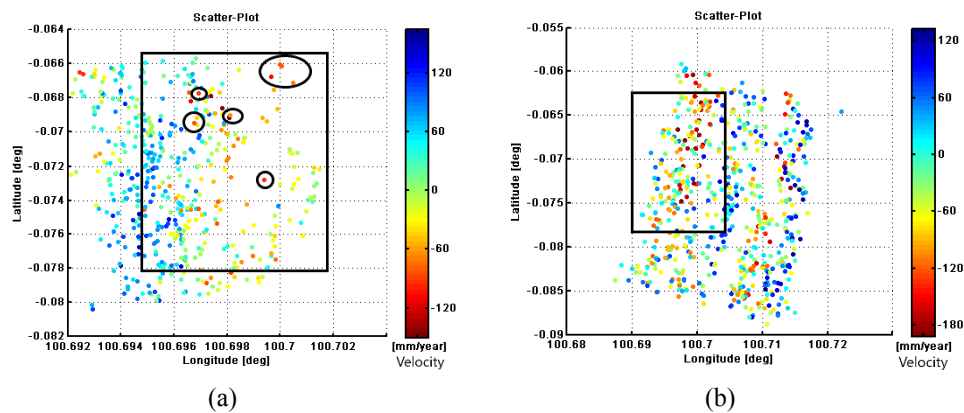 Scatter-Plot
-0.064
-0.066
-0.068
-0.07
-0.072
-0.074
-0.076
-0.078
-0.08
-0.082
Latitude [deg]
100.692 100.694 100.696 100.698 100.7 100.702
Longitude [deg]
120
60
0
-60
-120
[mm/year]
Velocity
(a)
Scatter-Plot
-0.055
-0.06
-0.065
-0.07
-0.075
-0.08
-0.085
-0.09
Latitude [deg]
100.68 100.69 100.7 100.71 100.72
Longitude [deg]
120
60
0
-60
-120
-180
[mm/year]
Velocity
(b)